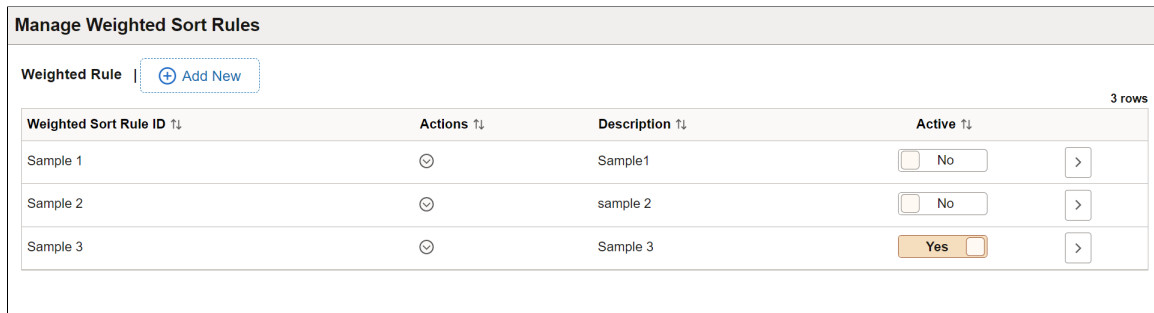 Manage Weighted Sort Rules
Weighted Rule | Add New
3 rows
Weighted Sort Rule ID Actions Description Active
Sample 1 Sample1 No
Sample 2 sample 2 No
Sample 3 Sample 3 Yes